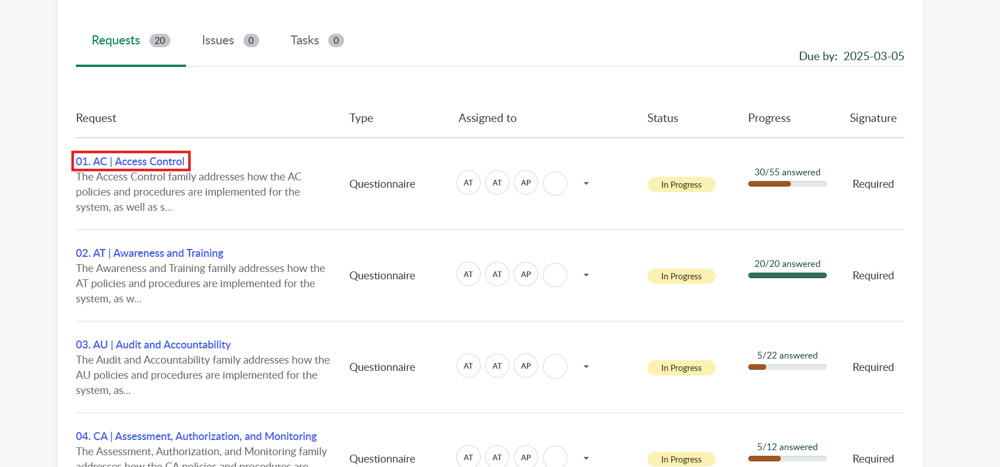 Requests 20 Issues 0 Tasks 0
Due by: 2025-03-05
Request Type Assigned to Status Progress Signature
01. AC | Access Control
The Access Control family addresses how the AC
policies and procedures are implemented for the
system, as well as s...
Questionnaire AT AT AP In Progress 30/55 answered Required
02. AT | Awareness and Training
The Awareness and Training family addresses how the
AT policies and procedures are implemented for the
system, as w...
Questionnaire AT AT AP In Progress 20/20 answered Required
03. AU | Audit and Accountability
The Audit and Accountability family addresses how the
AU policies and procedures are implemented for the
system, as...
Questionnaire AT AT AP In Progress 5/22 answered Required
04. CA | Assessment, Authorization, and Monitoring
The Assessment, Authorization, and Monitoring family
addresses how the CA policies and procedures are
Questionnaire AT AT AP In Progress 5/12 answered Required